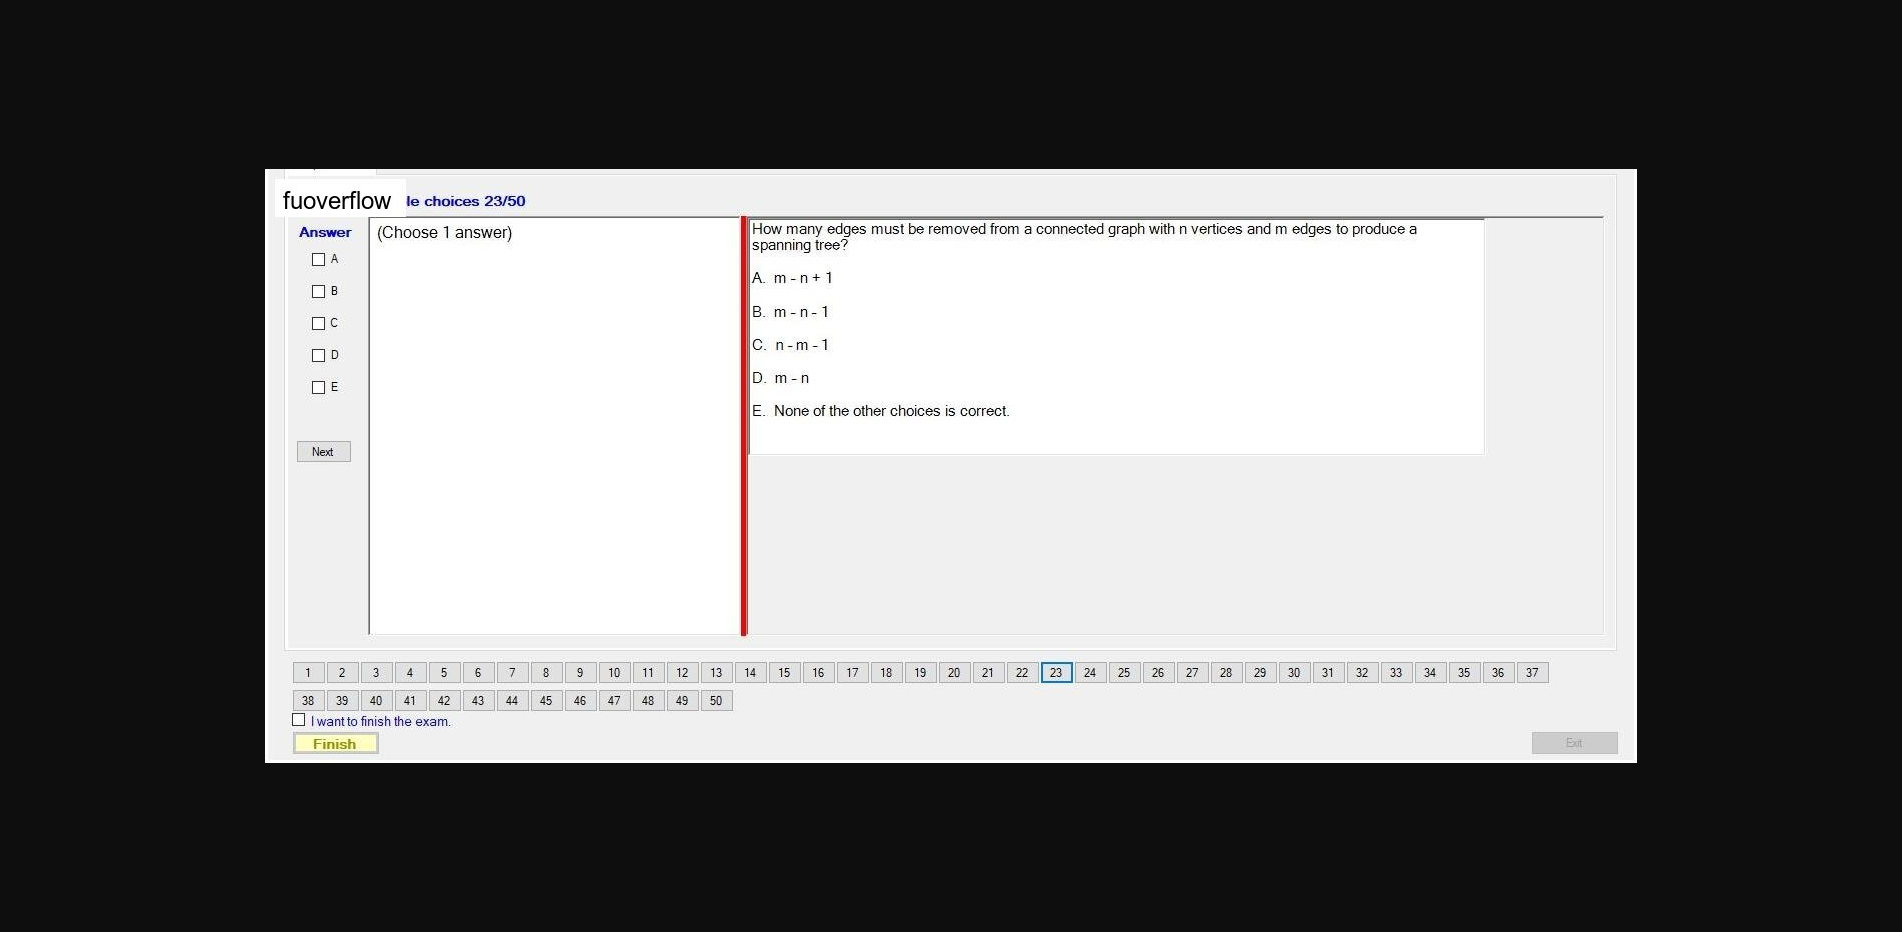 fuoverflow
le choices 23/50
Answer
(Choose 1 answer)
A
B
C
D
E
Next
How many edges must be removed from a connected graph with n vertices and m edges to produce a
spanning tree?
A. m - n + 1
B. m - n - 1
C. n - m - 1
D. m - n
E. None of the other choices is correct.
1 2 3 4 5 6 7 8 9 10 11 12 13 14 15 16 17 18 19 20 21 22 23 24 25 26 27 28 29 30 31 32 33 34 35 36 37
38 39 40 41 42 43 44 45 46 47 48 49 50
I want to finish the exam.
Finish
Exit